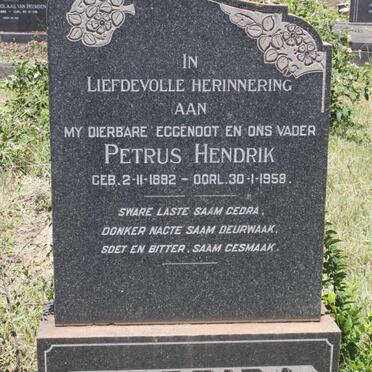 IN
LIEFDEVOLLE HERINNERING
AAN
MY DIERBARE EGGENOOT EN ONS VADER
PETRUS HENDRIK
GEB. 2-11-1892 - OORL. 30-1-1958.
SWARE LASTE SAAM GEDRA,
DONKER NAGTE SAAM DEURWAAK,
SOET EN BITTER, SAAM GESMAAK.